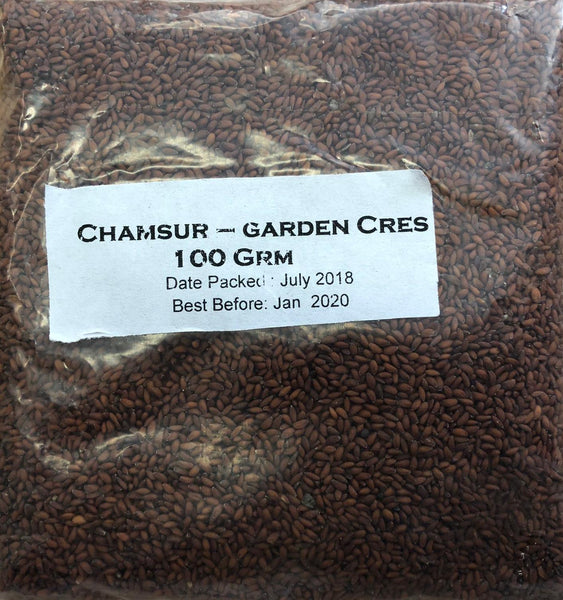 CHAMSUR – GARDEN CRES
100 GRM
Date Packed : July 2018
Best Before: Jan 2020